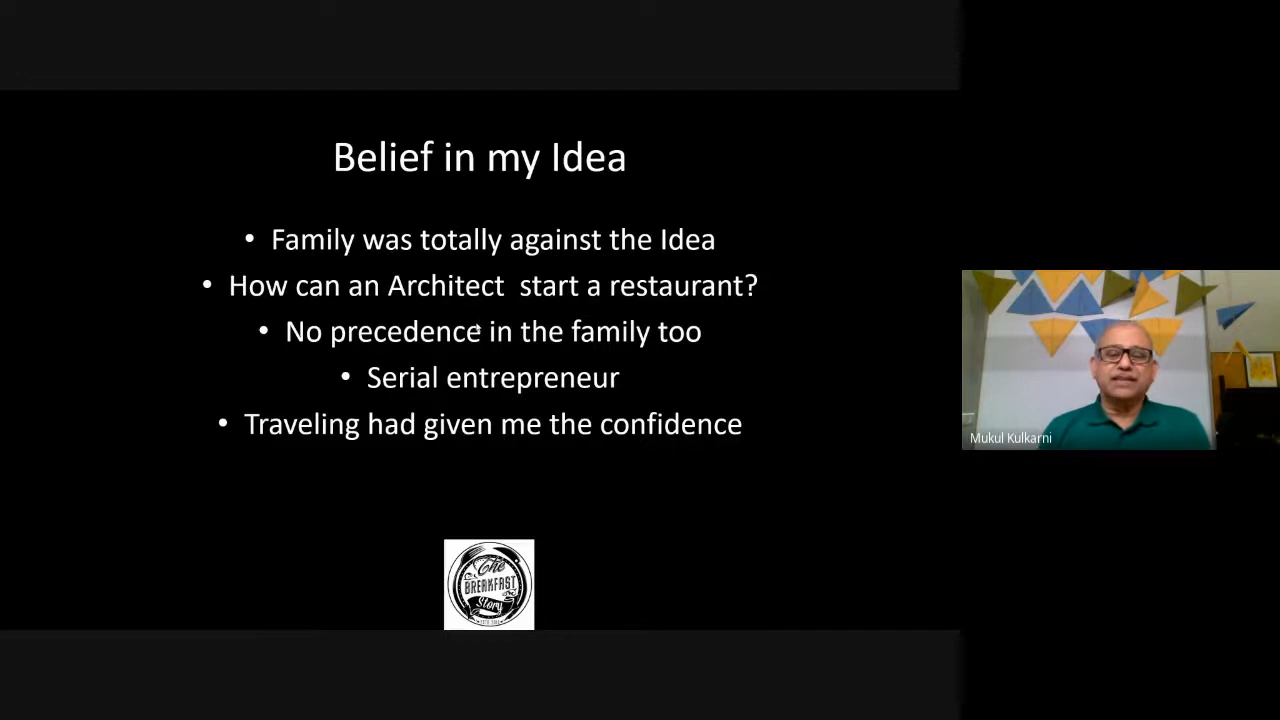 Belief in my Idea
• Family was totally against the Idea
• How can an Architect  start a restaurant?
• No precedence in the family too
• Serial entrepreneur
• Traveling had given me the confidence
Mukul Kulkarni
The
BREAKFAST
Story